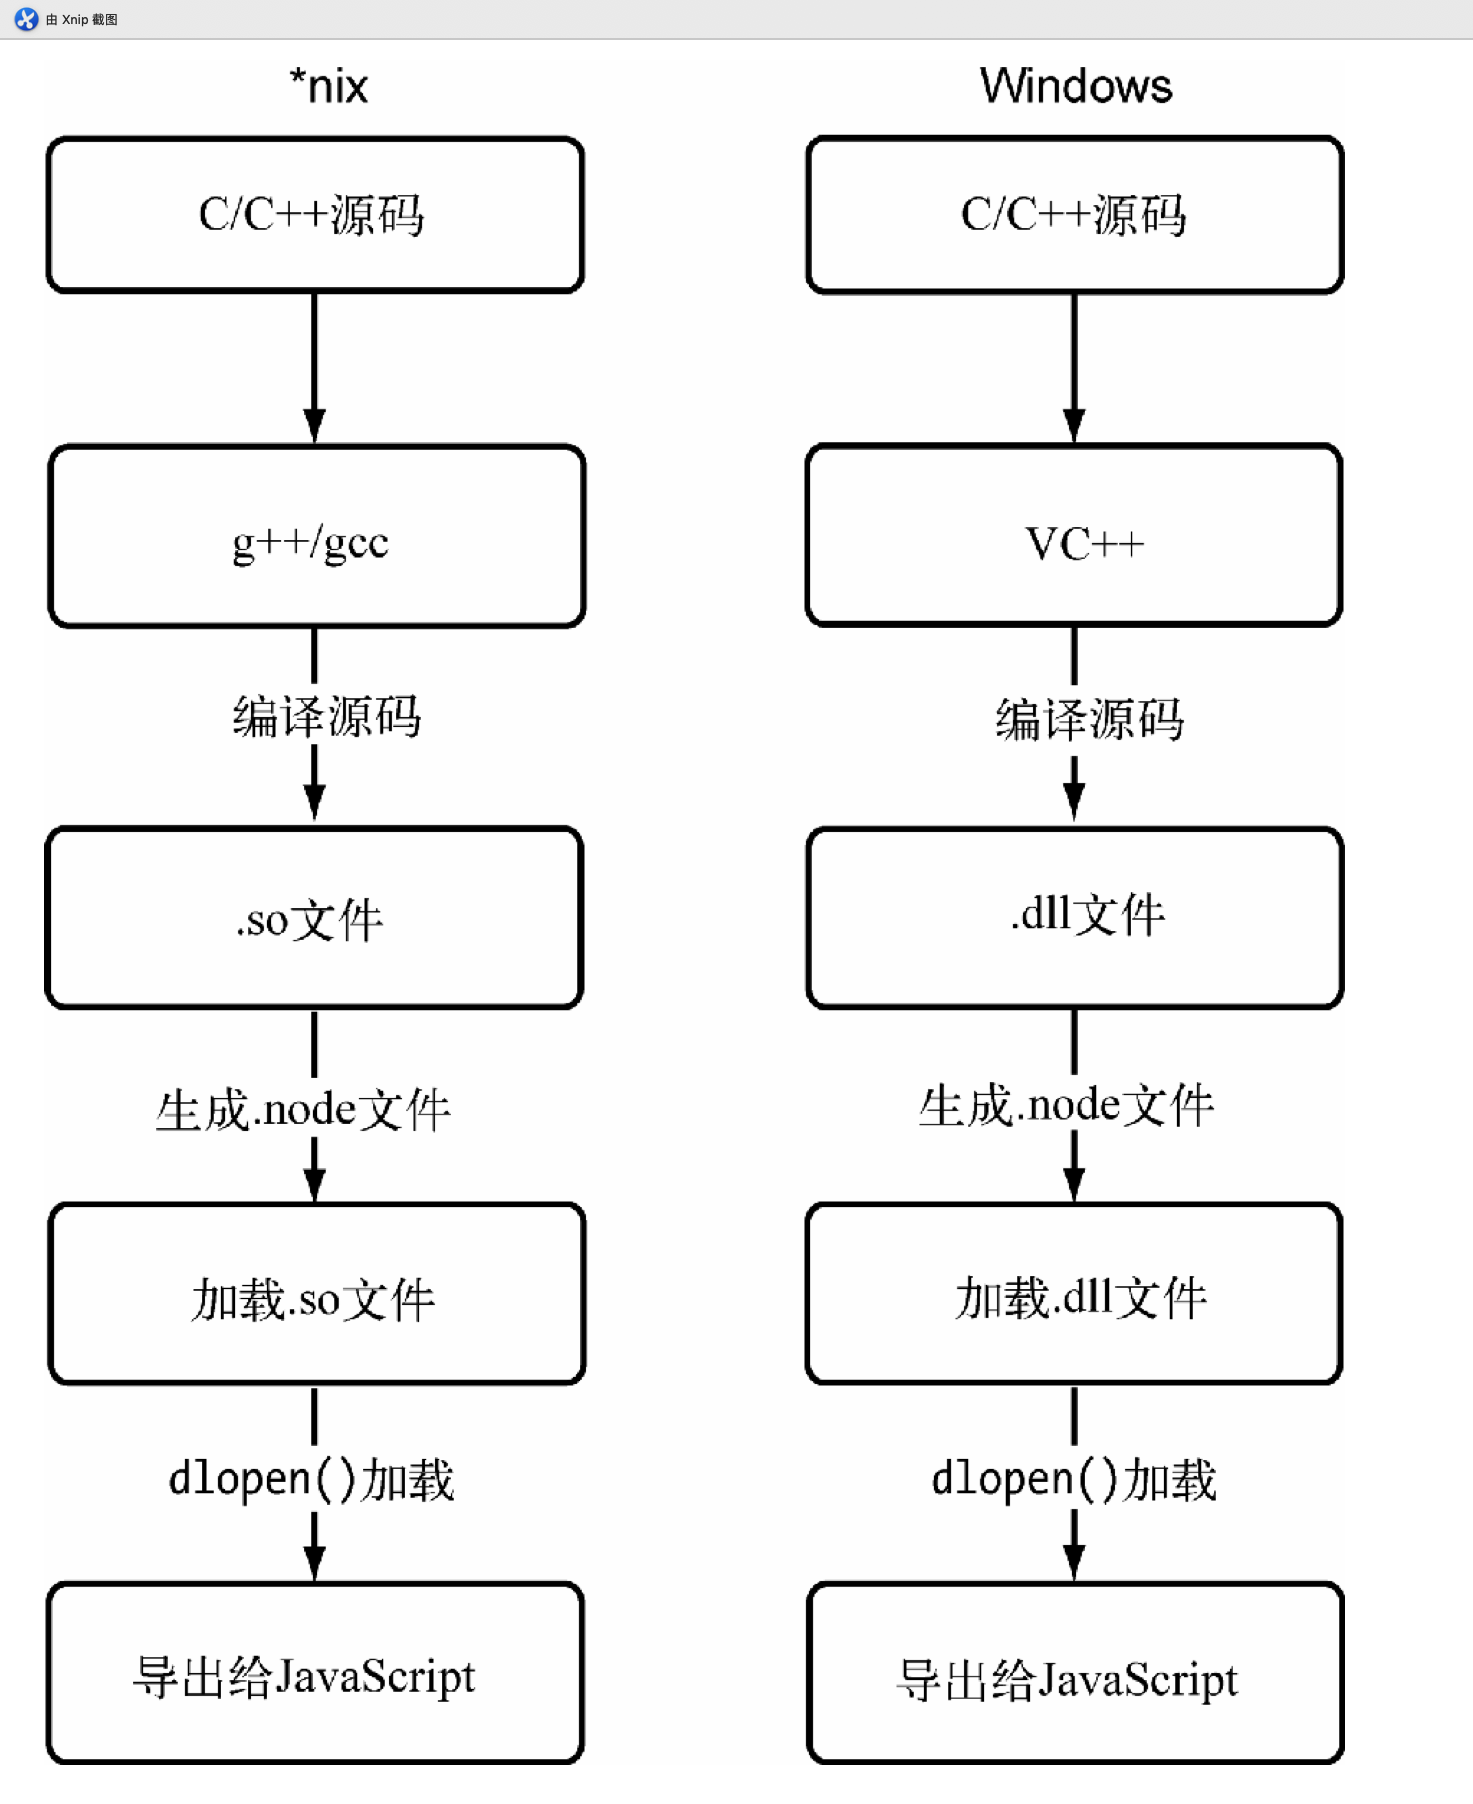 由 Xnip 截图
*nix
C/C++源码
g++/gcc
编译源码
.so文件
生成.node文件
加载.so文件
dlopen()加载
导出给JavaScript
Windows
C/C++源码
VC++
编译源码
.dll文件
生成.node文件
加载.dll文件
dlopen()加载
导出给JavaScript